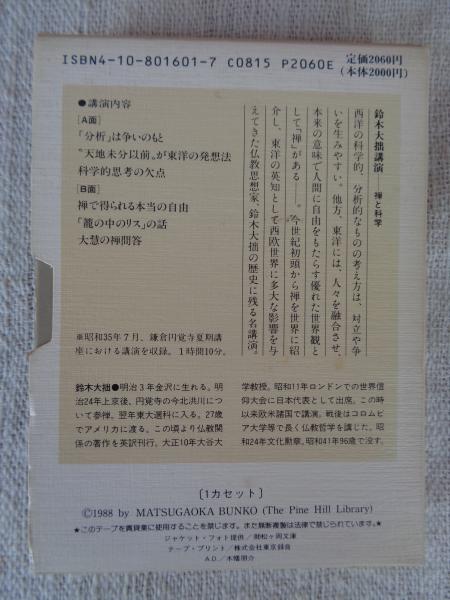 ISBN4-10-801601-7 C0815 P2060E
定価2060円
(本体2000円)
●講演内容
[A面]
「分析」は争いのもと
“天地未分以前”が東洋の発想法
科学的思考の欠点
[B面]
禅で得られる本当の自由
「籠の中のリス」の話
大慧の禅問答
※昭和35年7月、鎌倉円覚寺夏期講
座における講演を収録。1時間10分。
鈴木大拙講演 禅と科学
西洋の科学的、分析的なものの考え方は、対立や争
いを生みやすい。他方、東洋には、人々を融合させ、
本来の意味で人間に自由をもたらす優れた世界観と
して「禅」がある――。今世紀初頭から禅を世界に紹
介し、東洋の英知として西欧世界に多大な影響を与
えてきた仏教思想家、鈴木大拙の歴史に残る名講演。
鈴木大拙●明治3年金沢に生れる。明
治24年上京後、円覚寺の今北洪川に
ついて参禅。翌年東大選科に入る。27歳
でアメリカに渡る。この頃より仏教関
係の著作を英訳刊行。大正10年大谷大
学教授。昭和11年ロンドンでの世界信
仰大会に日本代表として出席。この時
以来欧米諸国で講演。戦後はコロムビ
ア大学等で長く仏教哲学を講じた。昭
和24年文化勲章。昭和41年96歳で没す。
〔1カセット〕
©1988 by MATSUGAOKA BUNKO (The Pine Hill Library)
★このテープを賃貸業に使用することを禁じます。また無断複製は法律で禁じられています。★
ジャケット・フォト提供/㈶松ヶ岡文庫
テープ・プリント/株式会社東京録音
A.D./木幡朋介